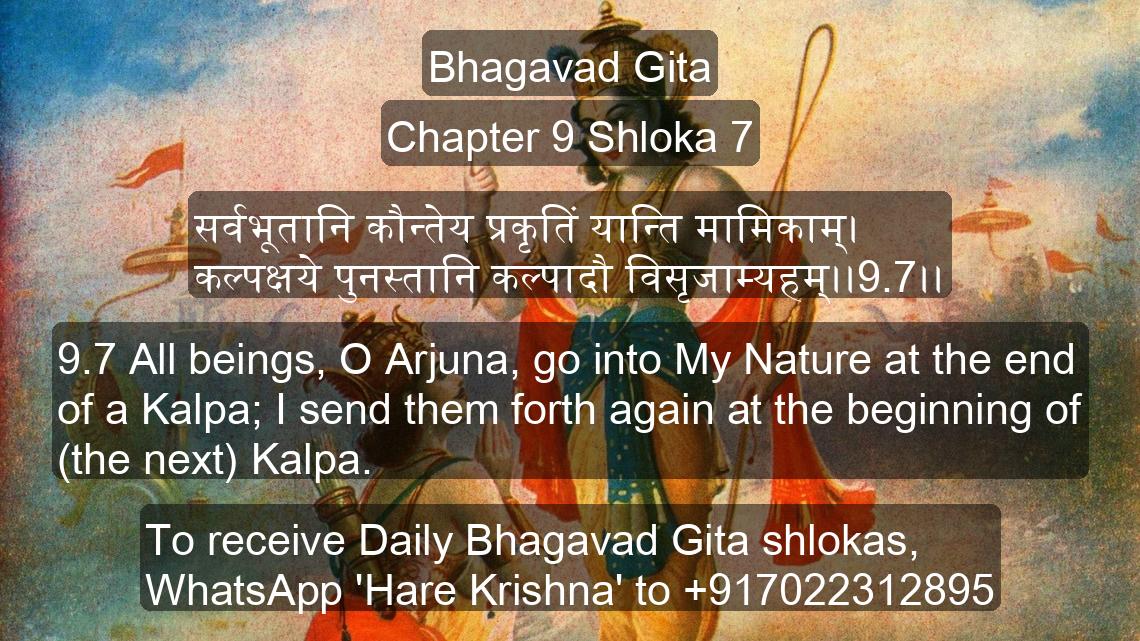 Bhagavad Gita
Chapter 9 Shloka 7
सर्वभूतानि कौन्तेय प्रकृतिं यान्ति मामिकाम्।
कल्पक्षये पुनस्तानि कल्पादौ विसृजाम्यहम्।।9.7।।
9.7 All beings, O Arjuna, go into My Nature at the end
of a Kalpa; I send them forth again at the beginning of
(the next) Kalpa.
To receive Daily Bhagavad Gita shlokas,
WhatsApp 'Hare Krishna' to +917022312895